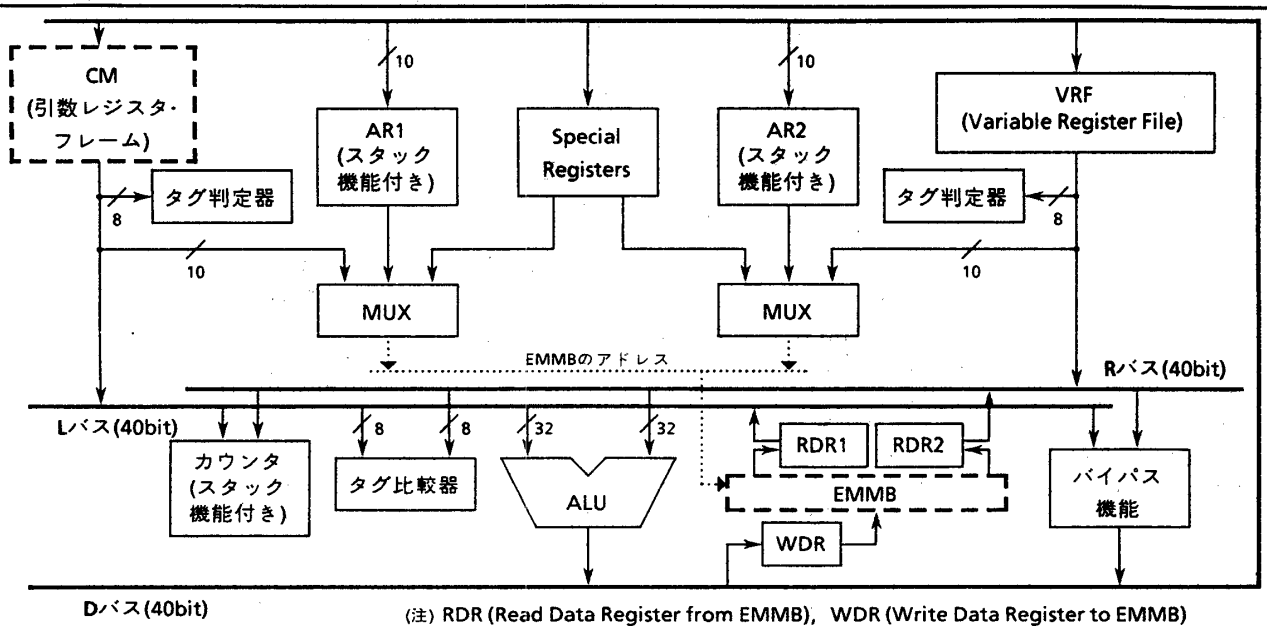 CM
(引数レジスタ・
フレーム)
10
AR1
(スタック
機能付き)
Special
Registers
10
AR2
(スタック
機能付き)
VRF
(Variable Register File)
8
タグ判定器
タグ判定器
8
10
MUX
MUX
10
EMMBのアドレス
Rバス(40bit)
Lバス(40bit)
カウンタ
(スタック
機能付き)
8
8
タグ比較器
32
32
ALU
RDR1
RDR2
EMMB
WDR
バイパス
機能
Dバス(40bit)
(注) RDR (Read Data Register from EMMB), WDR (Write Data Register to EMMB)